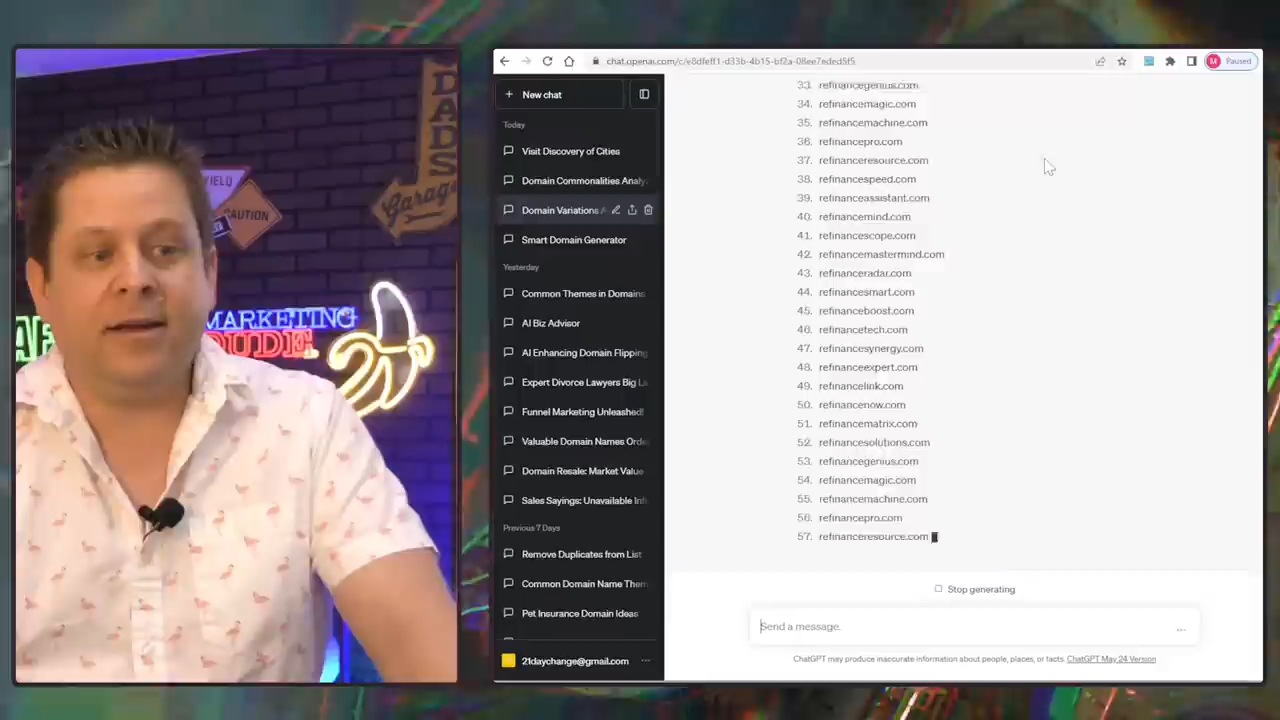 DADS
Garage
YIELD
CAUTION
MARKETING
DUDE
chat.openai.com/c/e8dfeff1-d33b-4b15-bf2a-08ee7eded5f5
M Paused
+ New chat
Today
Visit Discovery of Cities
Domain Commonalities Analy
Domain Variations A
Smart Domain Generator
Yesterday
Common Themes in Domains
AI Biz Advisor
AI Enhancing Domain Flipping
Expert Divorce Lawyers Big La
Funnel Marketing Unleashed!
Valuable Domain Names Orde
Domain Resale: Market Value
Sales Sayings: Unavailable Inf
Previous 7 Days
Remove Duplicates from List
Common Domain Name Them
Pet Insurance Domain Ideas
21daychange@gmail.com ...
33. refinancegenius.com
34. refinancemagic.com
35. refinancemachine.com
36. refinancepro.com
37. refinanceresource.com
38. refinancespeed.com
39. refinanceassistant.com
40. refinancemind.com
41. refinancescope.com
42. refinancemastermind.com
43. refinanceradar.com
44. refinancesmart.com
45. refinanceboost.com
46. refinancetech.com
47. refinancesynergy.com
48. refinanceexpert.com
49. refinancelink.com
50. refinancenow.com
51. refinancematrix.com
52. refinancesolutions.com
53. refinancegenius.com
54. refinancemagic.com
55. refinancemachine.com
56. refinancepro.com
57. refinanceresource.com
Stop generating
Send a message.
...
ChatGPT may produce inaccurate information about people, places, or facts. ChatGPT May 24 Version